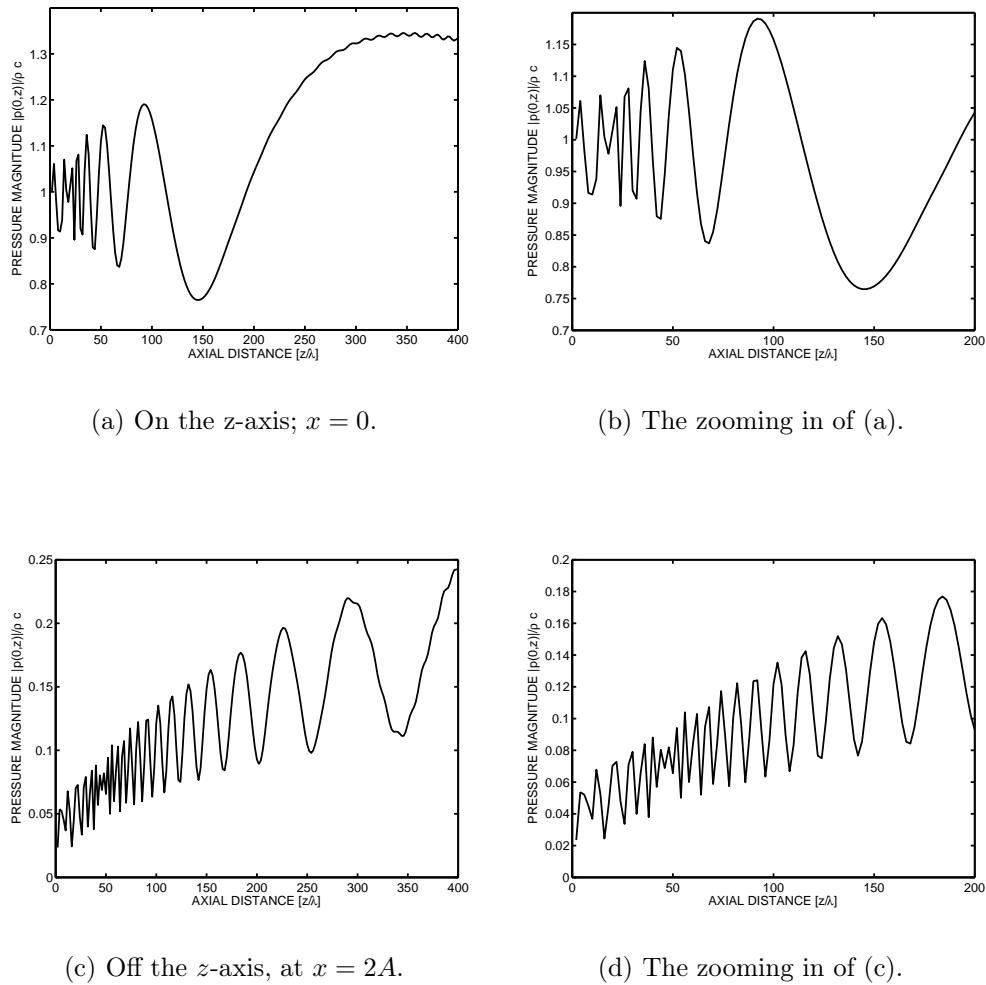 PRESSURE MAGNITUDE |p(0,z)|/ρ c
1.3
1.2
1.1
1
0.9
0.8
0.7
0 50 100 150 200 250 300 350 400
AXIAL DISTANCE [z/λ]
(a) On the z-axis; x = 0.
PRESSURE MAGNITUDE |p(0,z)|/ρ c
1.15
1.1
1.05
1
0.95
0.9
0.85
0.8
0.75
0.7
0 50 100 150 200
AXIAL DISTANCE [z/λ]
(b) The zooming in of (a).
PRESSURE MAGNITUDE |p(0,z)|/ρ c
0.25
0.2
0.15
0.1
0.05
0
0 50 100 150 200 250 300 350 400
AXIAL DISTANCE [z/λ]
(c) Off the z-axis, at x = 2A.
PRESSURE MAGNITUDE |p(0,z)|/ρ c
0.2
0.18
0.16
0.14
0.12
0.1
0.08
0.06
0.04
0.02
0
0 50 100 150 200
AXIAL DISTANCE [z/λ]
(d) The zooming in of (c).